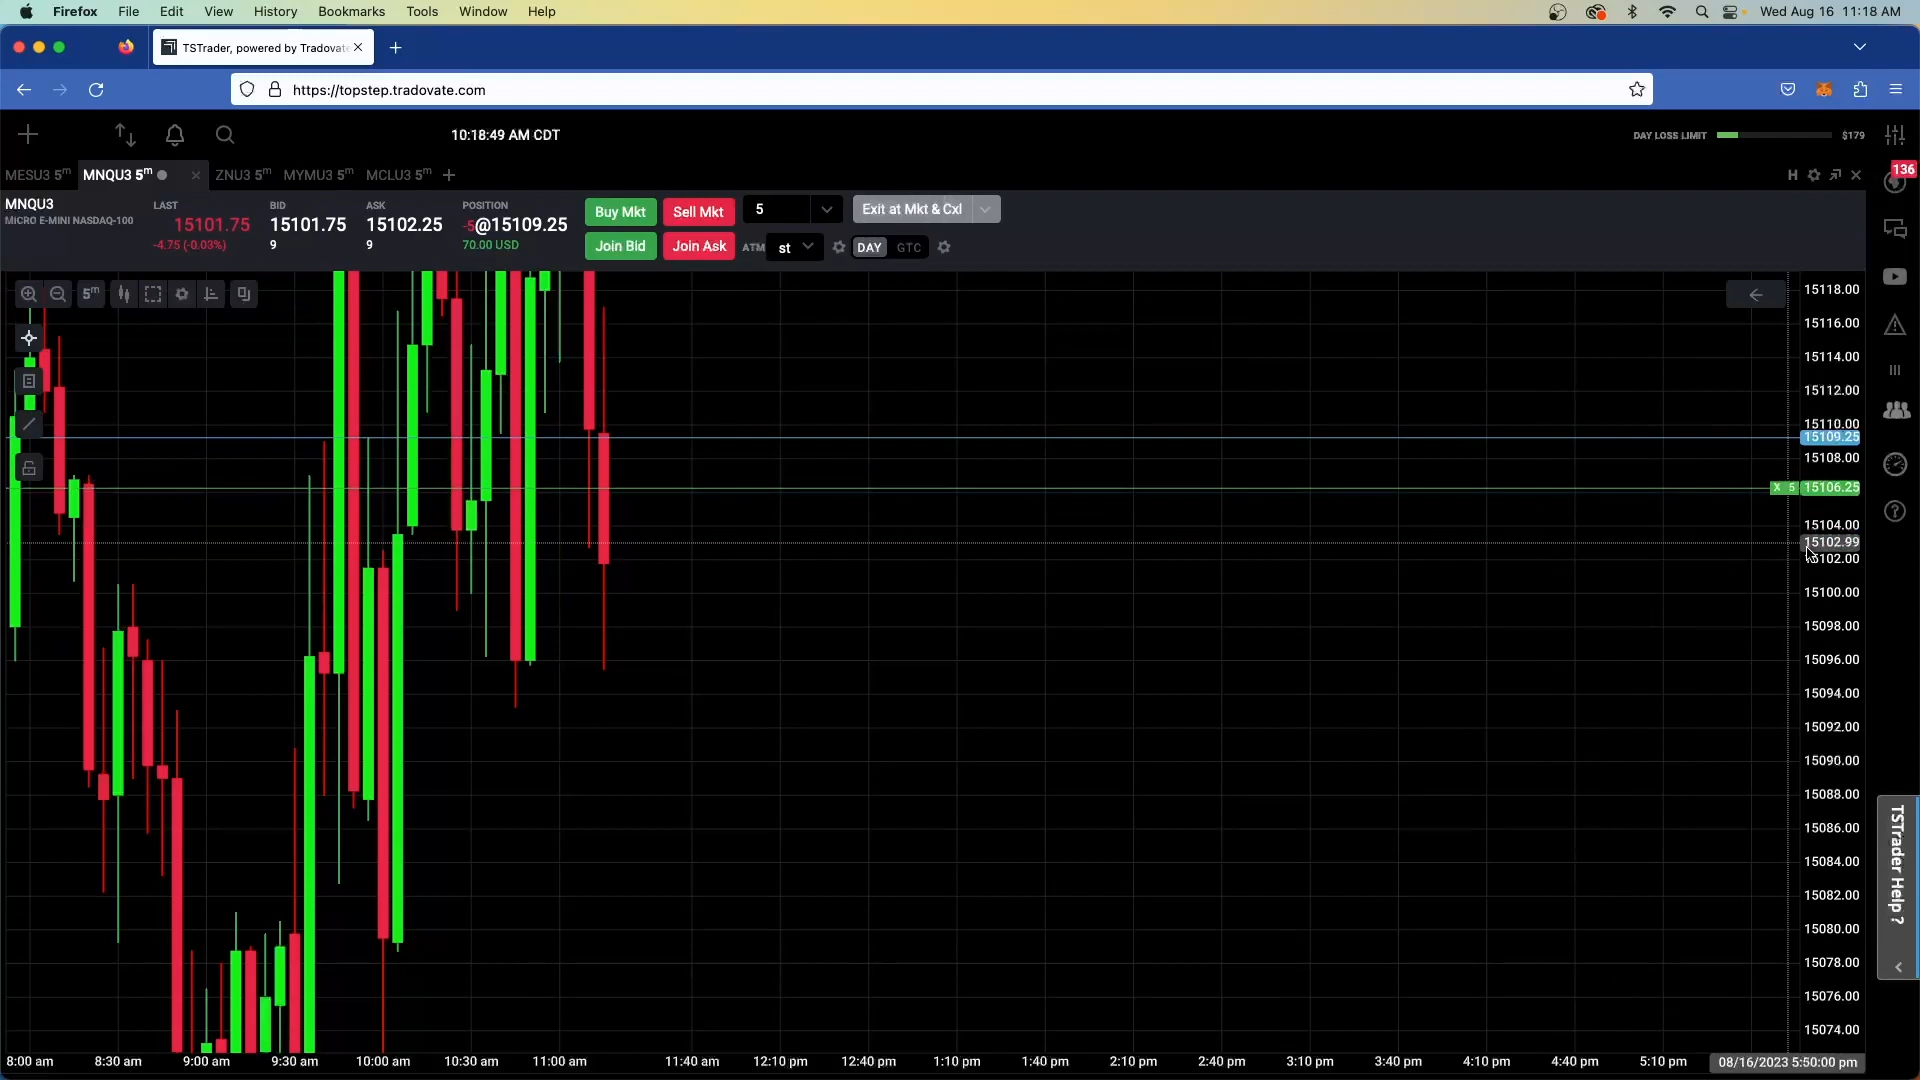 Firefox File Edit View History Bookmarks Tools Window Help Wed Aug 16 11:18 AM
TSTrader, powered by Tradovate
https://topstep.tradovate.com
10:18:49 AM CDT DAY LOSS LIMIT $179
136
MESU3 5m MNQU3 5m ZNU3 5m MYMU3 5m MCLU3 5m H
MNQU3 LAST BID ASK POSITION
MICRO E-MINI NASDAQ-100 15101.75 15101.75 15102.25 -5@15109.25
-4.75 (-0.03%) 9 9 70.00 USD
Buy Mkt Sell Mkt 5 Exit at Mkt & Cxl
Join Bid Join Ask ATM st DAY GTC
5m
15118.00
15116.00
15114.00
15112.00
15110.00
15109.25
15108.00
X 5 15106.25
15104.00
15102.99
15102.00
15100.00
15098.00
15096.00
15094.00
15092.00
15090.00
15088.00
15086.00
15084.00
15082.00
15080.00
15078.00
15076.00
15074.00
TSTrader Help ?
8:00 am 8:30 am 9:00 am 9:30 am 10:00 am 10:30 am 11:00 am 11:40 am 12:10 pm 12:40 pm 1:10 pm 1:40 pm 2:10 pm 2:40 pm 3:10 pm 3:40 pm 4:10 pm 4:40 pm 5:10 pm 08/16/2023 5:50:00 pm